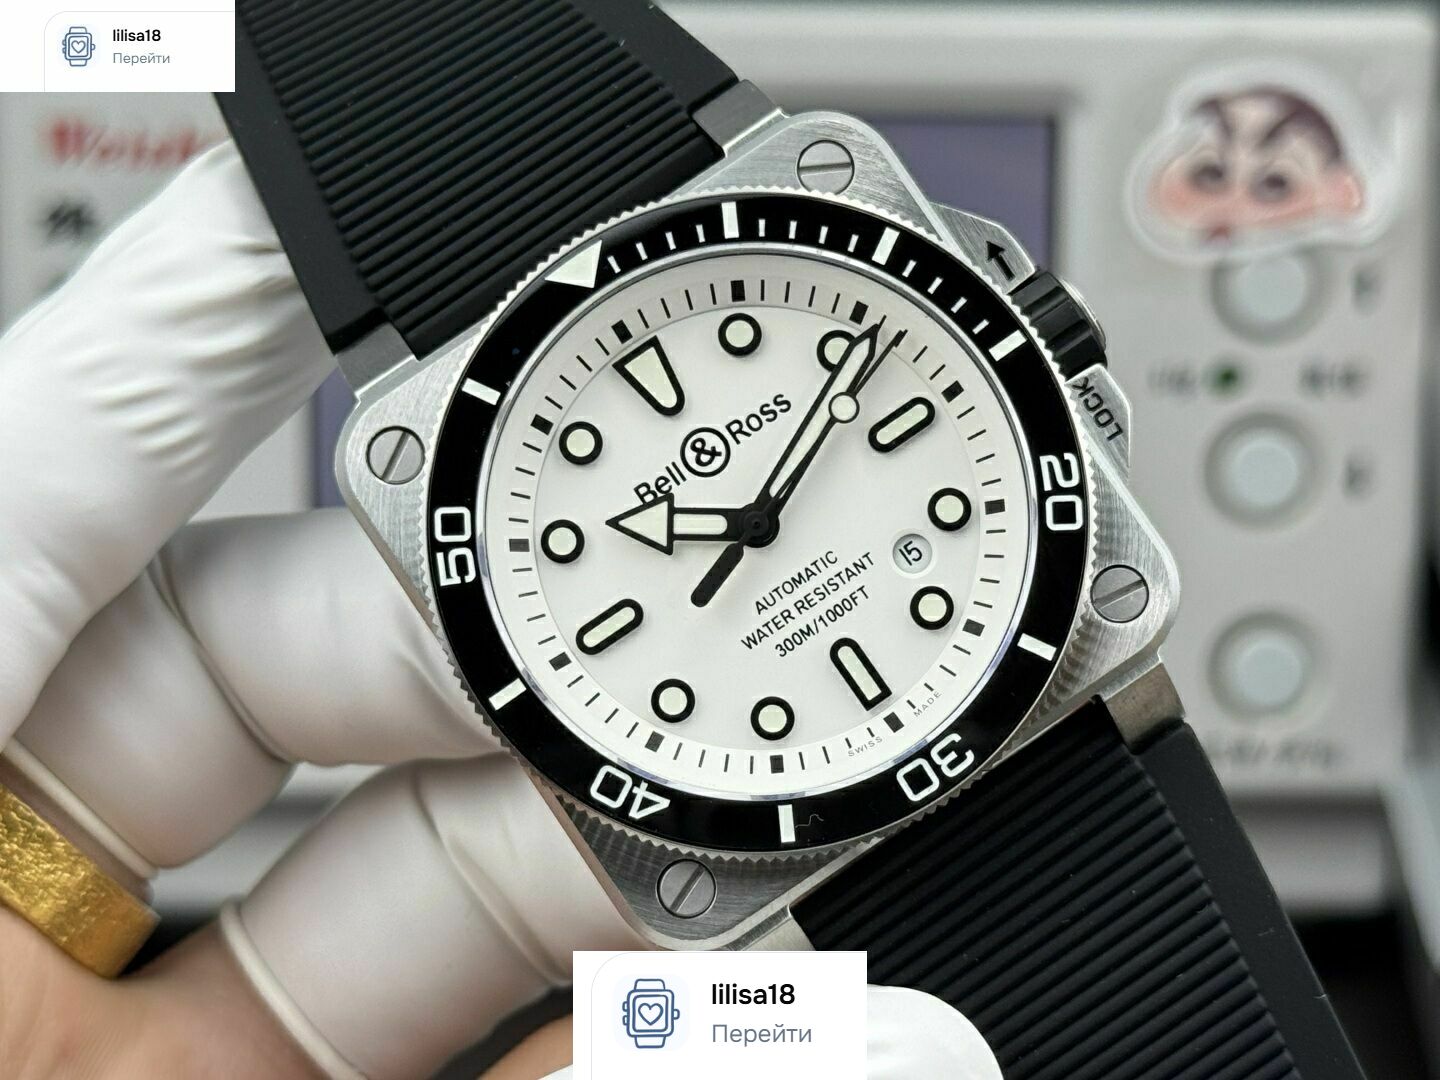 lilisa18
Перейти
Bell & Ross
AUTOMATIC
WATER RESISTANT
300M/1000FT
15
SWISS MADE
20
30
40
50
LOCK
lilisa18
Перейти